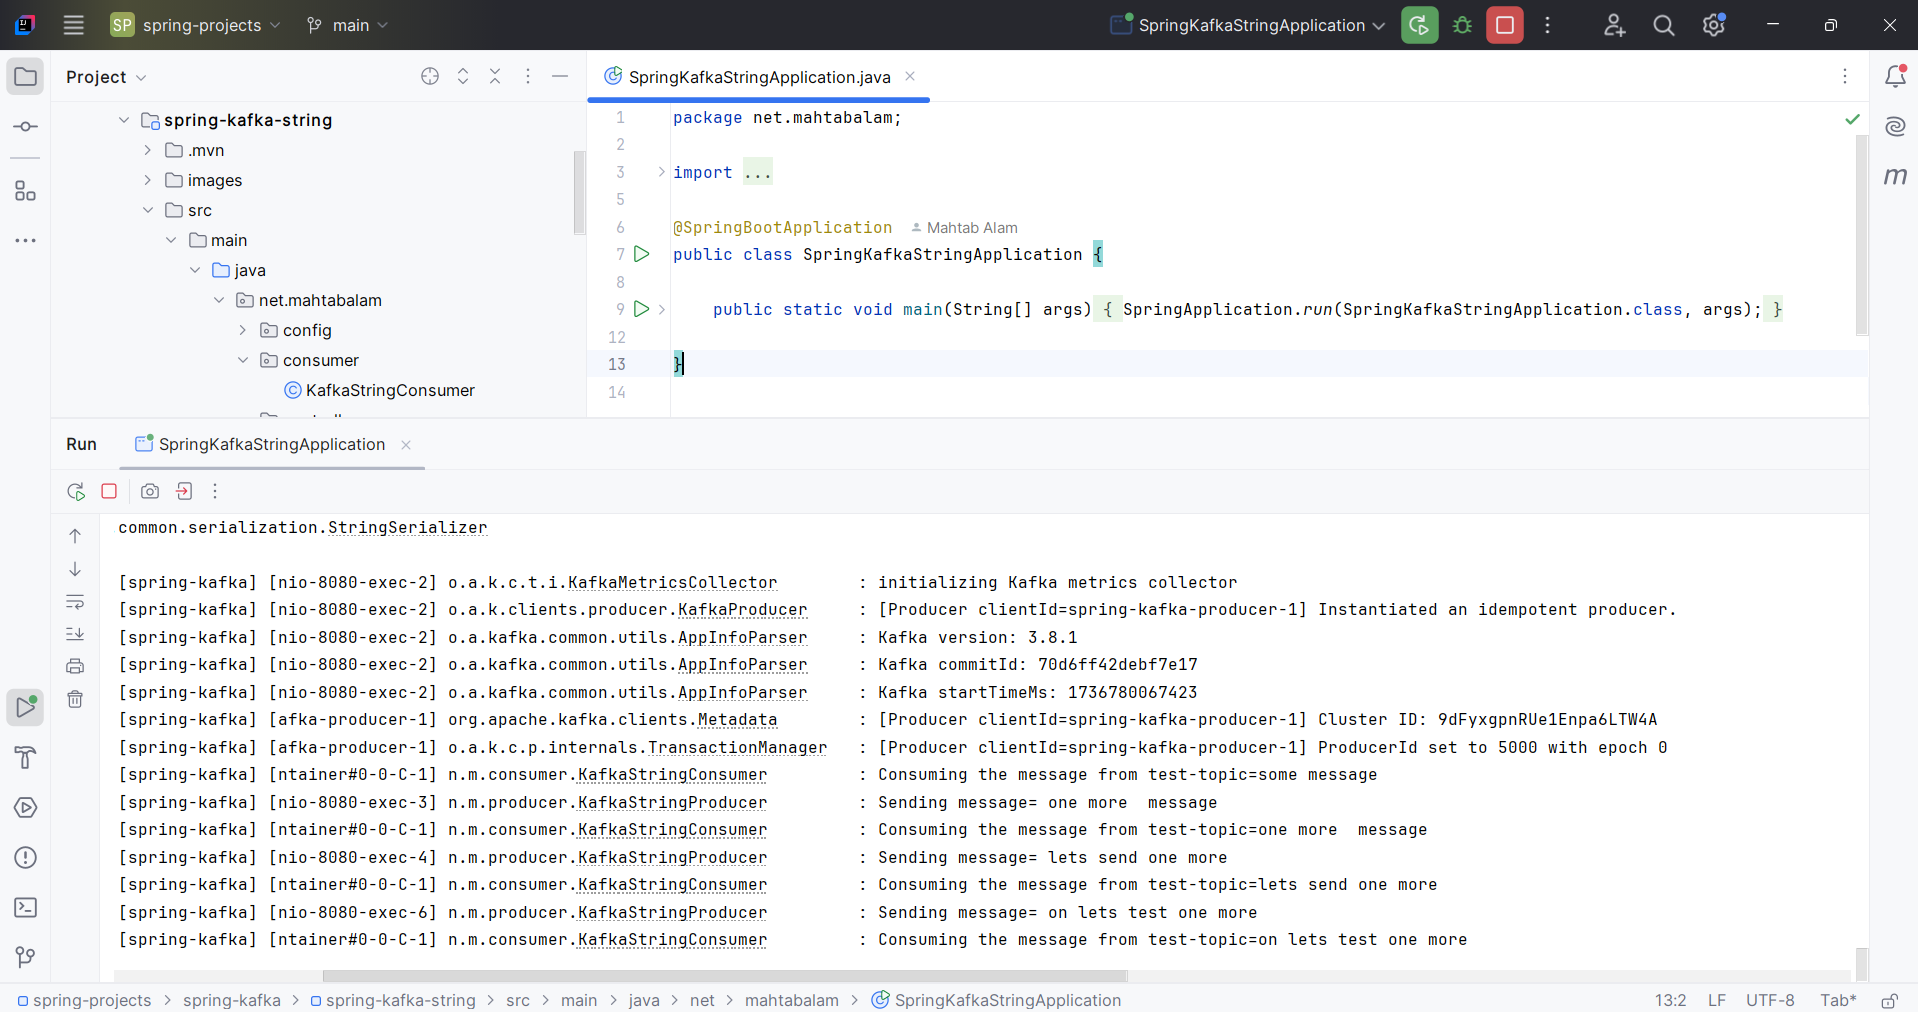 SP spring-projects main SpringKafkaStringApplication
Project
spring-kafka-string
.mvn
images
src
main
java
net.mahtabalam
config
consumer
KafkaStringConsumer
SpringKafkaStringApplication.java
1 package net.mahtabalam;
2
3 import ...
5
6 @SpringBootApplication Mahtab Alam
7 public class SpringKafkaStringApplication {
8
9 public static void main(String[] args) { SpringApplication.run(SpringKafkaStringApplication.class, args); }
12
13 }
14
m
Run SpringKafkaStringApplication
common.serialization.StringSerializer
[spring-kafka] [nio-8080-exec-2] o.a.k.c.t.i.KafkaMetricsCollector : initializing Kafka metrics collector
[spring-kafka] [nio-8080-exec-2] o.a.k.clients.producer.KafkaProducer : [Producer clientId=spring-kafka-producer-1] Instantiated an idempotent producer.
[spring-kafka] [nio-8080-exec-2] o.a.kafka.common.utils.AppInfoParser : Kafka version: 3.8.1
[spring-kafka] [nio-8080-exec-2] o.a.kafka.common.utils.AppInfoParser : Kafka commitId: 70d6ff42debf7e17
[spring-kafka] [nio-8080-exec-2] o.a.kafka.common.utils.AppInfoParser : Kafka startTimeMs: 1736780067423
[spring-kafka] [afka-producer-1] org.apache.kafka.clients.Metadata : [Producer clientId=spring-kafka-producer-1] Cluster ID: 9dFyxgpnRUe1Enpa6LTW4A
[spring-kafka] [afka-producer-1] o.a.k.c.p.internals.TransactionManager : [Producer clientId=spring-kafka-producer-1] ProducerId set to 5000 with epoch 0
[spring-kafka] [ntainer#0-0-C-1] n.m.consumer.KafkaStringConsumer : Consuming the message from test-topic=some message
[spring-kafka] [nio-8080-exec-3] n.m.producer.KafkaStringProducer : Sending message= one more  message
[spring-kafka] [ntainer#0-0-C-1] n.m.consumer.KafkaStringConsumer : Consuming the message from test-topic=one more  message
[spring-kafka] [nio-8080-exec-4] n.m.producer.KafkaStringProducer : Sending message= lets send one more
[spring-kafka] [ntainer#0-0-C-1] n.m.consumer.KafkaStringConsumer : Consuming the message from test-topic=lets send one more
[spring-kafka] [nio-8080-exec-6] n.m.producer.KafkaStringProducer : Sending message= on lets test one more
[spring-kafka] [ntainer#0-0-C-1] n.m.consumer.KafkaStringConsumer : Consuming the message from test-topic=on lets test one more
spring-projects > spring-kafka > spring-kafka-string > src > main > java > net > mahtabalam > SpringKafkaStringApplication 13:2 LF UTF-8 Tab*